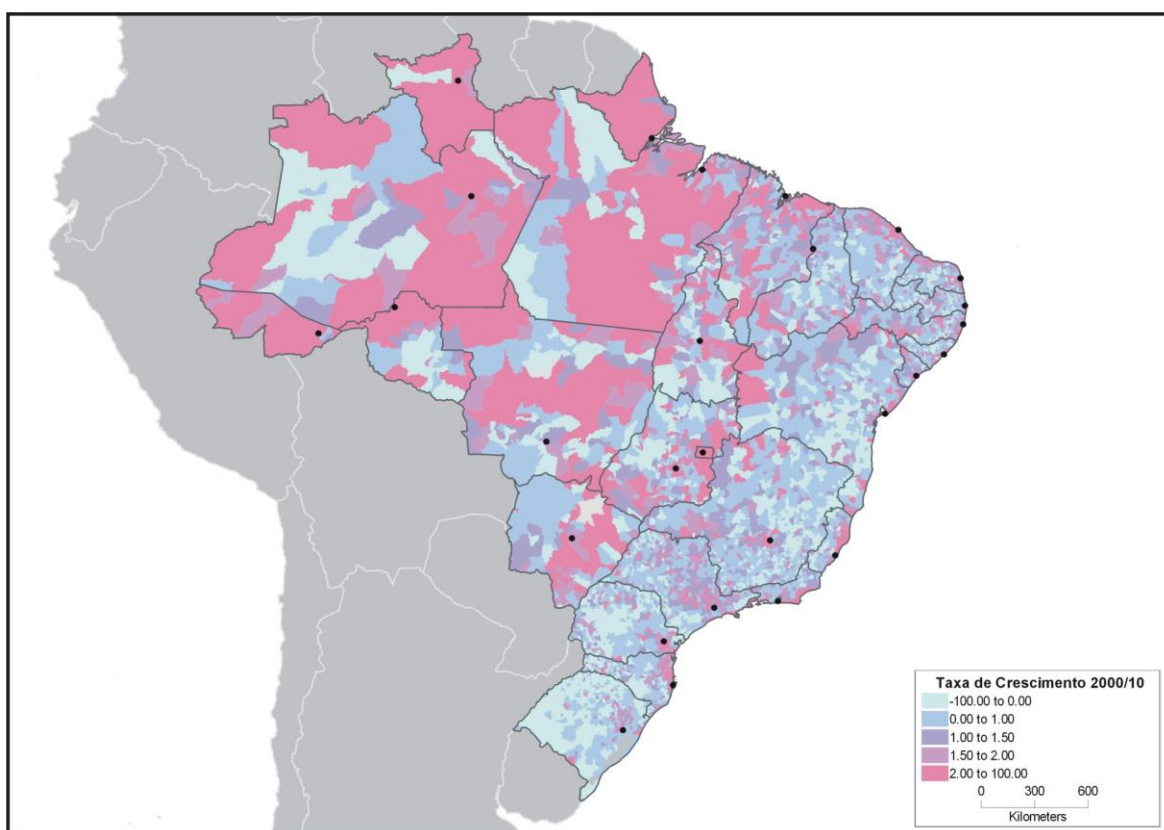 Taxa de Crescimento 2000/10
-100.00 to 0.00
0.00 to 1.00
1.00 to 1.50
1.50 to 2.00
2.00 to 100.00
0 300 600
Kilometers